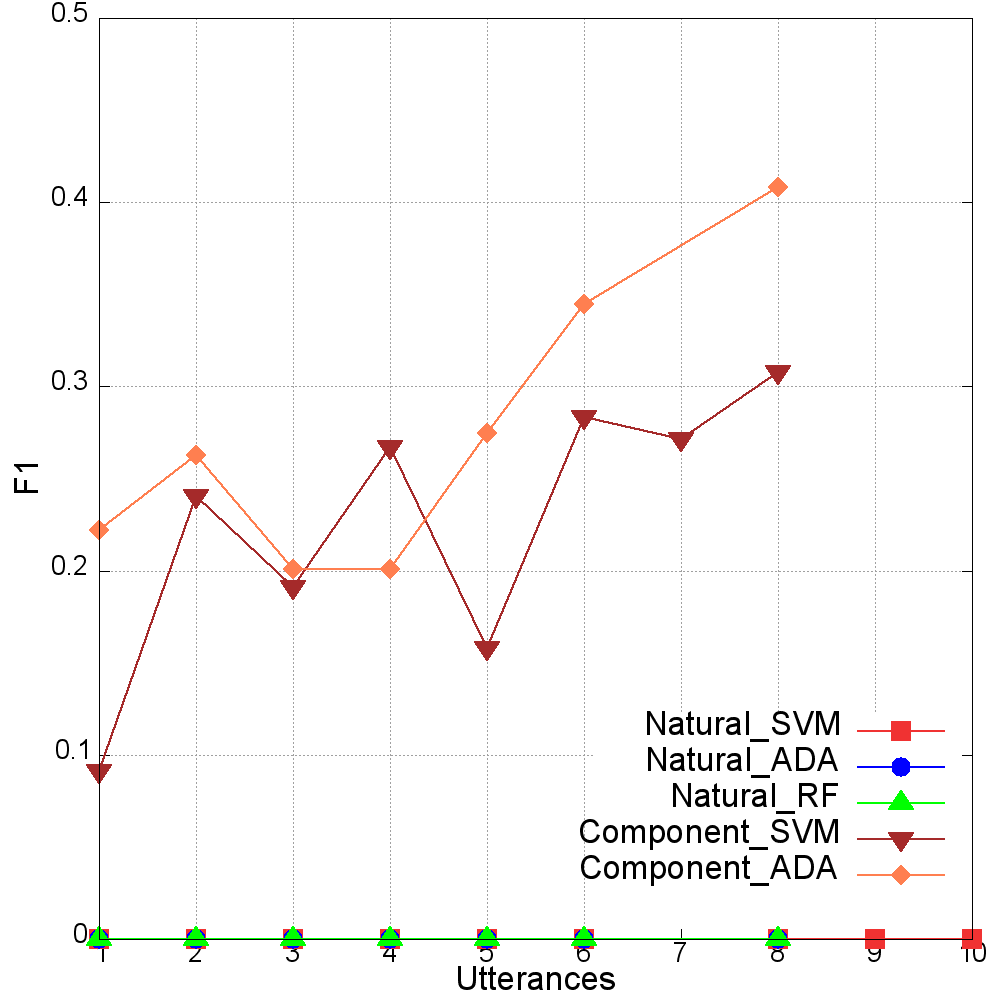 0.5
0.4
0.3
0.2
0.1
0
F1
Natural_SVM
Natural_ADA
Natural_RF
Component_SVM
Component_ADA
1 2 3 4 5 6 7 8 9 10
Utterances